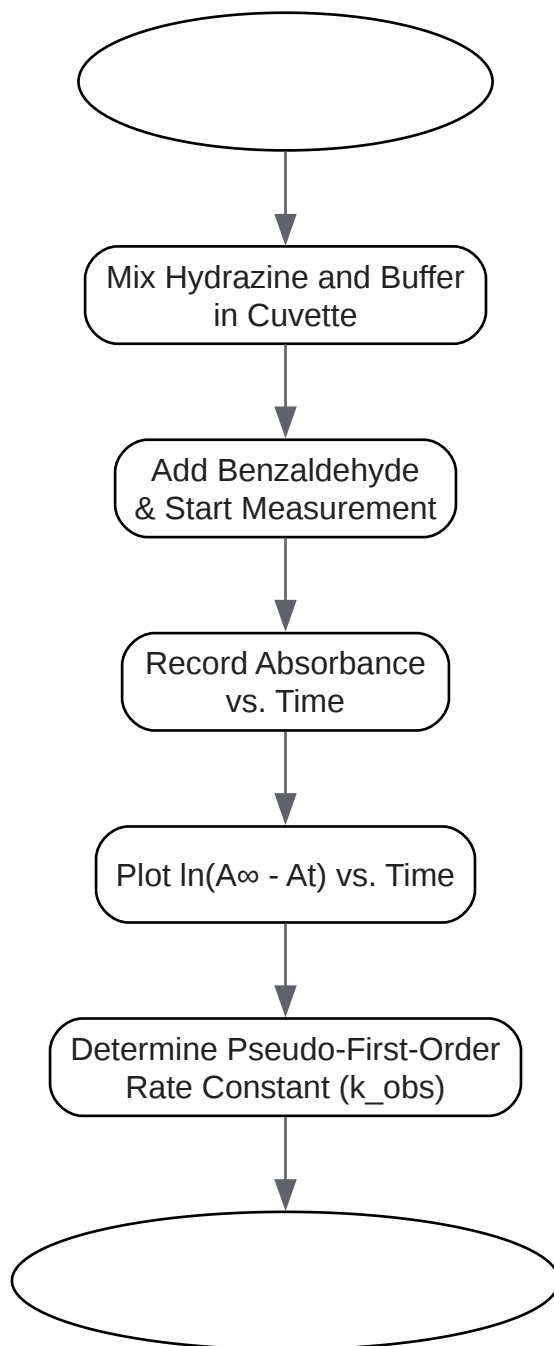 Mix Hydrazine and Buffer
in Cuvette
Add Benzaldehyde
& Start Measurement
Record Absorbance
vs. Time
Plot ln(A∞ - At) vs. Time
Determine Pseudo-First-Order
Rate Constant (k_obs)